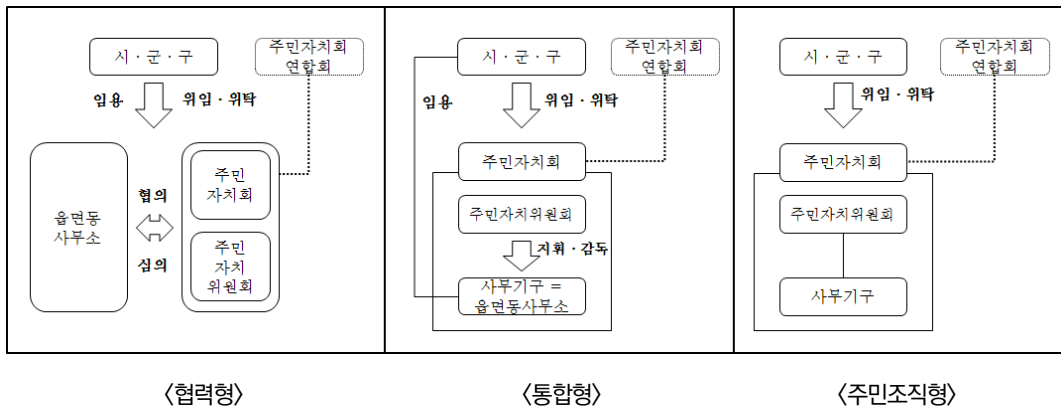 시 · 군 · 구
주민자치회
연합회
임용
위임 · 위탁
읍면동
사무소
협의
심의
주민
자치회
주민
자치
위원회
시 · 군 · 구
주민자치회
연합회
임용
위임 · 위탁
주민자치회
주민자치위원회
지휘 · 감독
사무기구 =
읍면동사무소
시 · 군 · 구
주민자치회
연합회
위임 · 위탁
주민자치회
주민자치위원회
사무기구
〈협력형〉
〈통합형〉
〈주민조직형〉